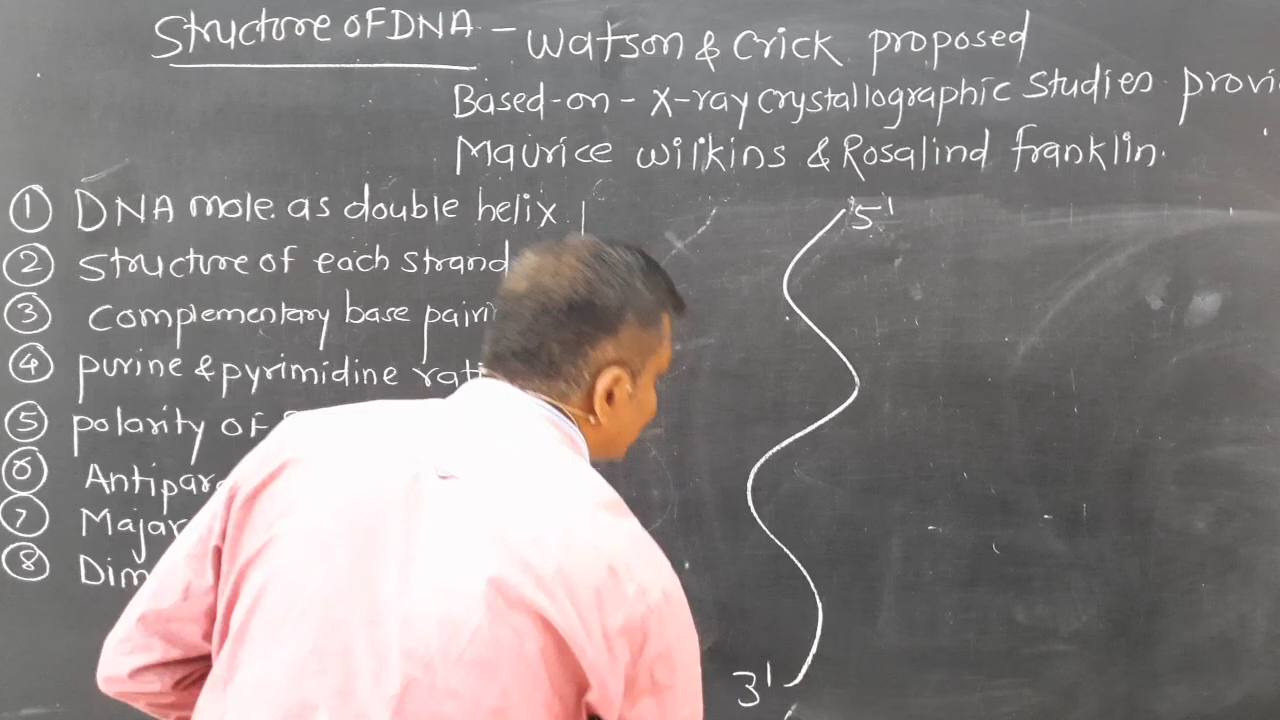 Structure of DNA - Watson & Crick proposed
Based-on - X-ray crystallographic studies provi
Maurice wilkins & Rosalind franklin.
① DNA mole. as double helix.
② structure of each strand
③ complementary base pairi
④ purine & pyrimidine rati
⑤ polarity of
⑥ Antipar
⑦ Major
⑧ Dim
5'
3'